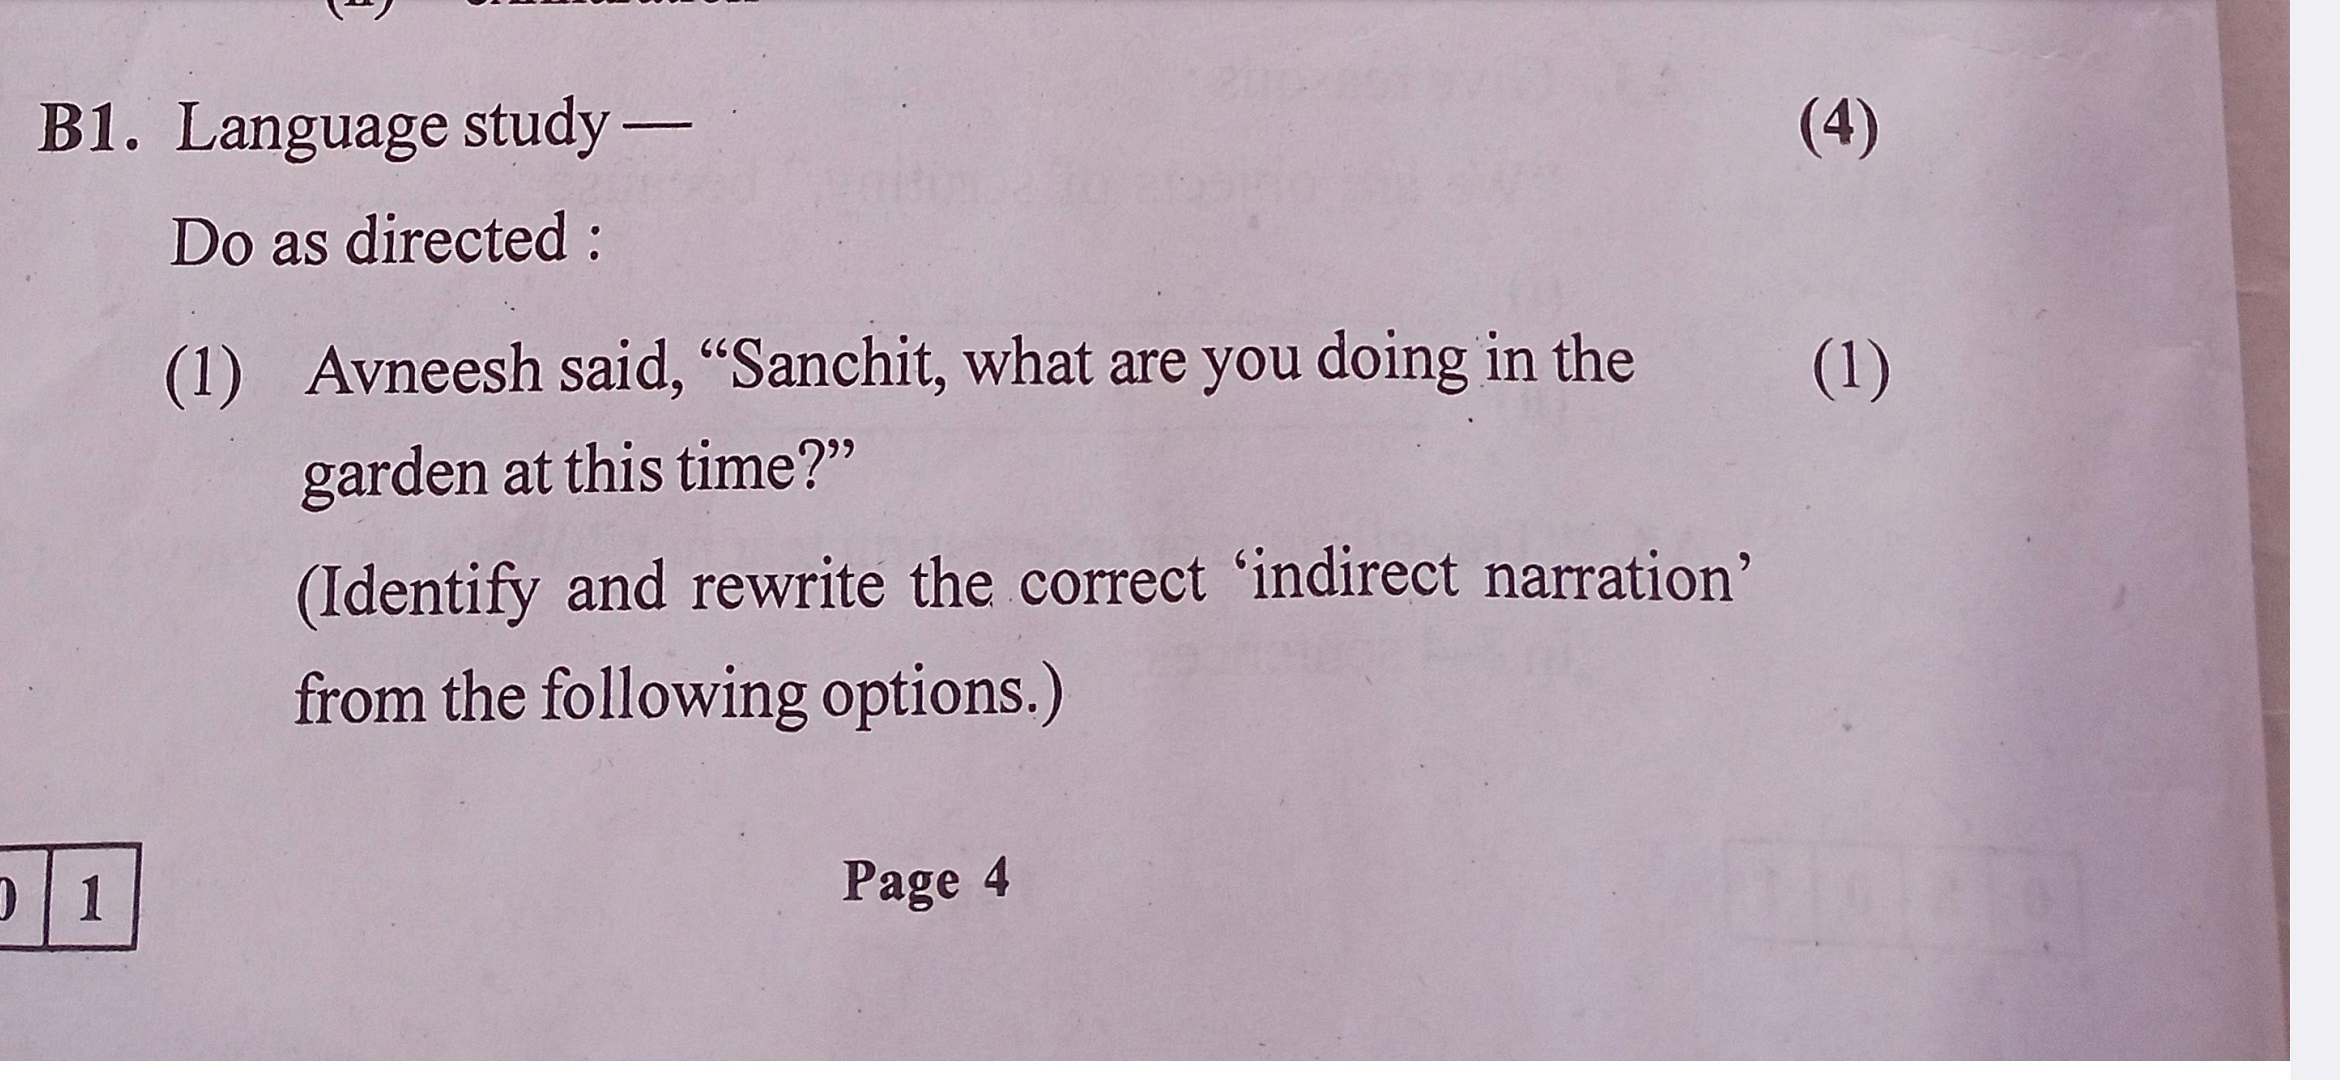 B1. Language study — (4)
Do as directed :
(1) Avneesh said, “Sanchit, what are you doing in the (1)
garden at this time?”
(Identify and rewrite the correct ‘indirect narration’
from the following options.)
1
Page 4